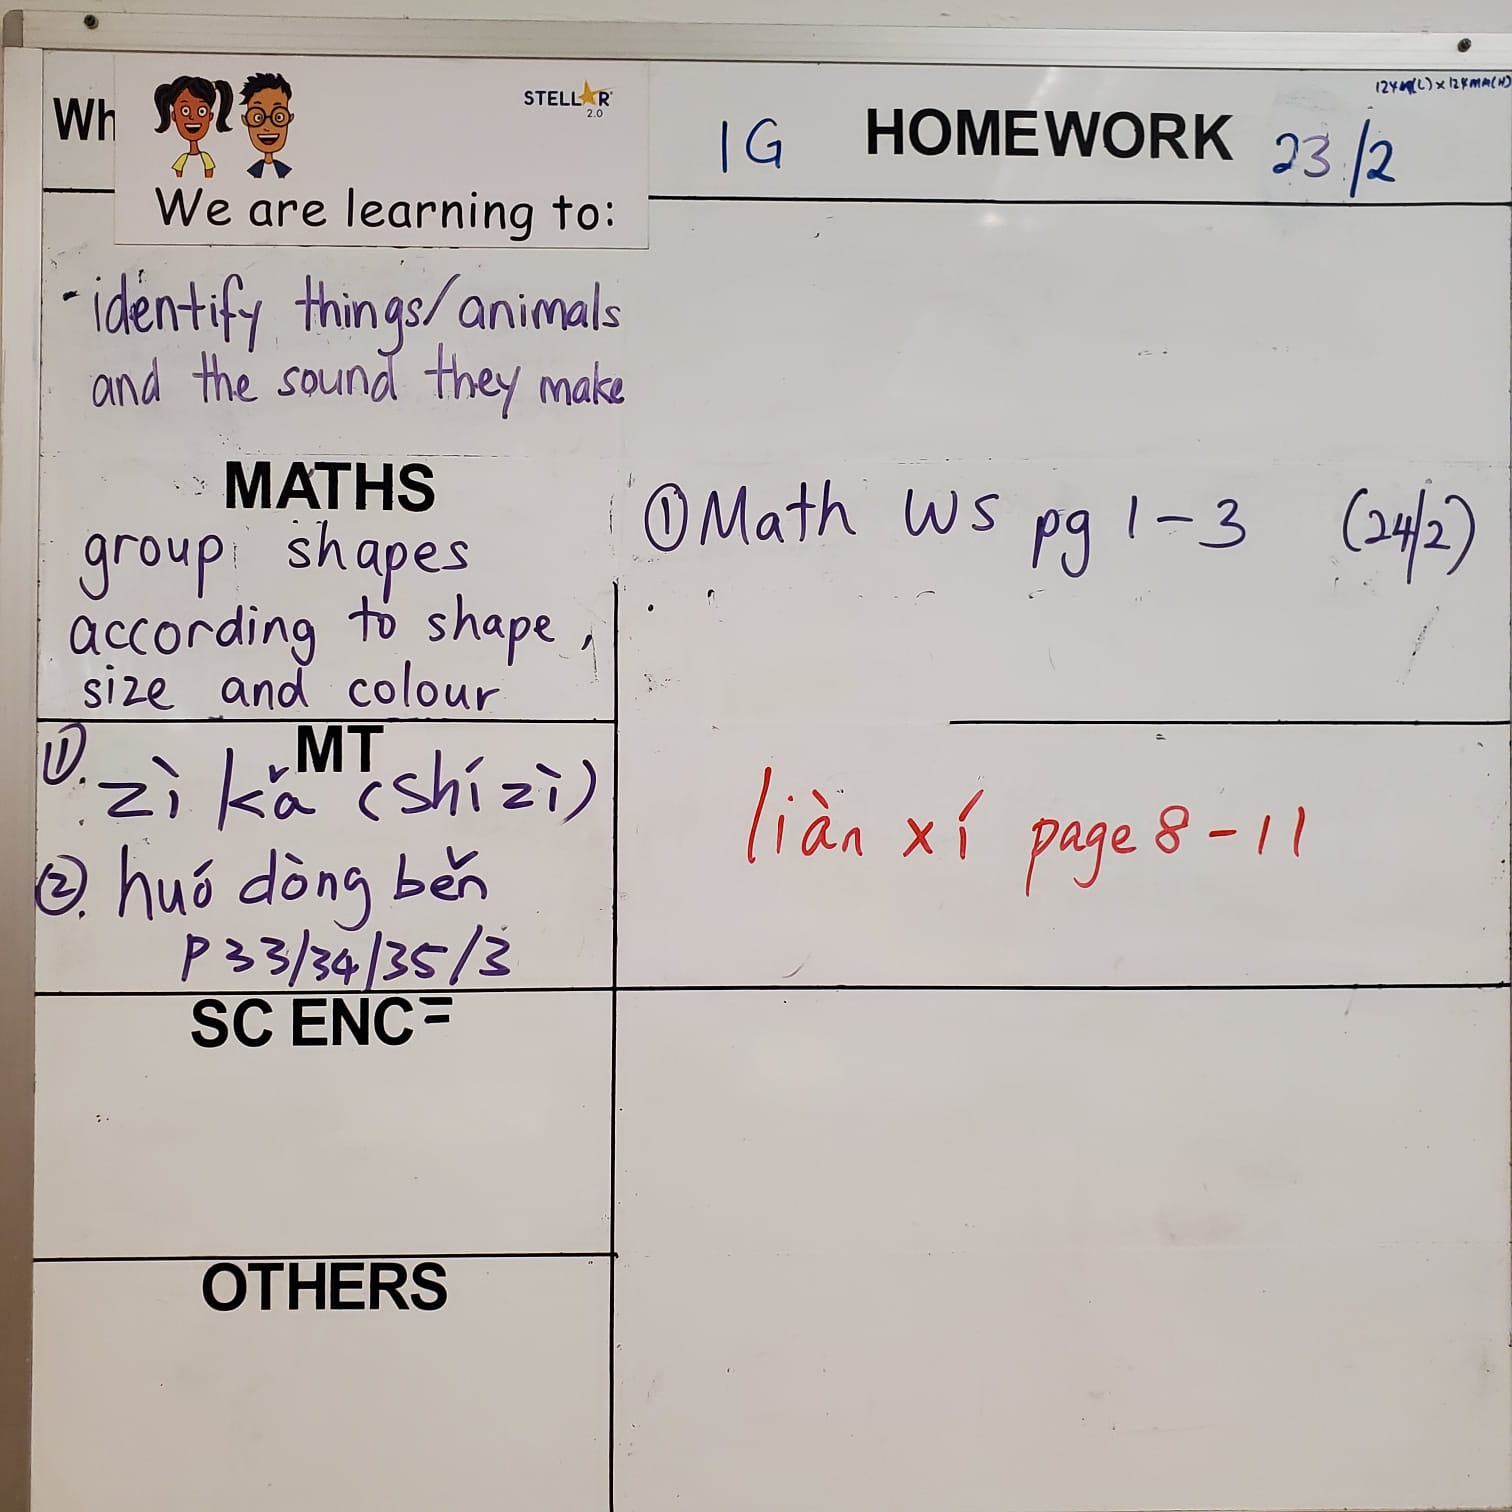 Wh
STELLAR
2.0
We are learning to:
1G HOMEWORK 23/2
- identify things/animals
and the sound they make
MATHS
group shapes
according to shape,
size and colour
① Math WS pg 1-3 (24/2)
MT
①. zì kǎ (shí zì)
②. huó dòng běn
P 33/34/35/3
liàn xí page 8-11
SC ENC=
OTHERS